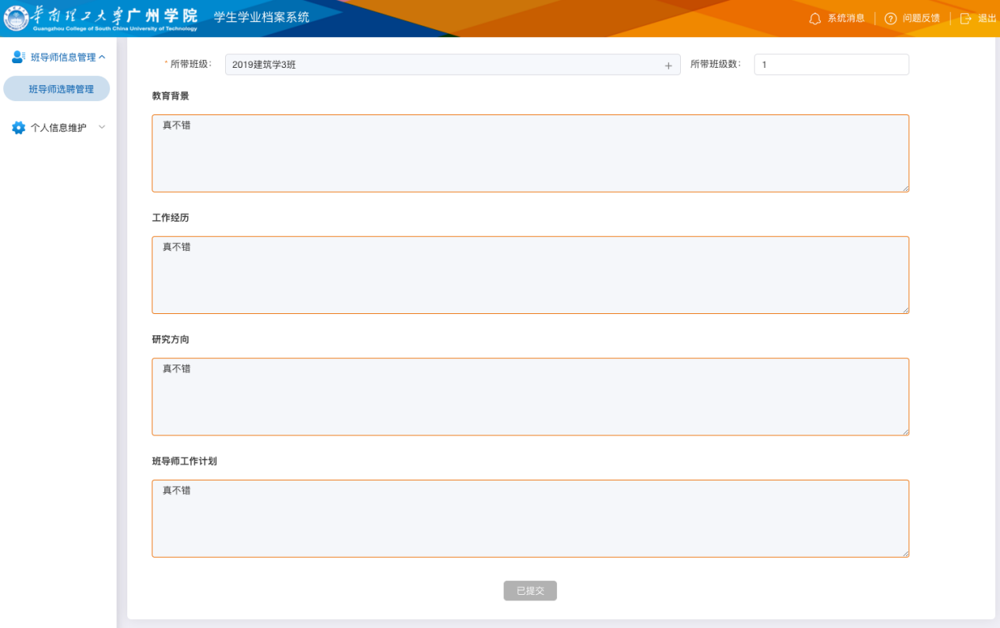 华南理工大学广州学院 学生学业档案系统 系统消息 问题反馈 退出
Guangzhou College of South China University of Technology
班导师信息管理
班导师选聘管理
个人信息维护
* 所带班级： 2019建筑学3班 + 所带班级数： 1
教育背景
真不错
工作经历
真不错
研究方向
真不错
班导师工作计划
真不错
已提交